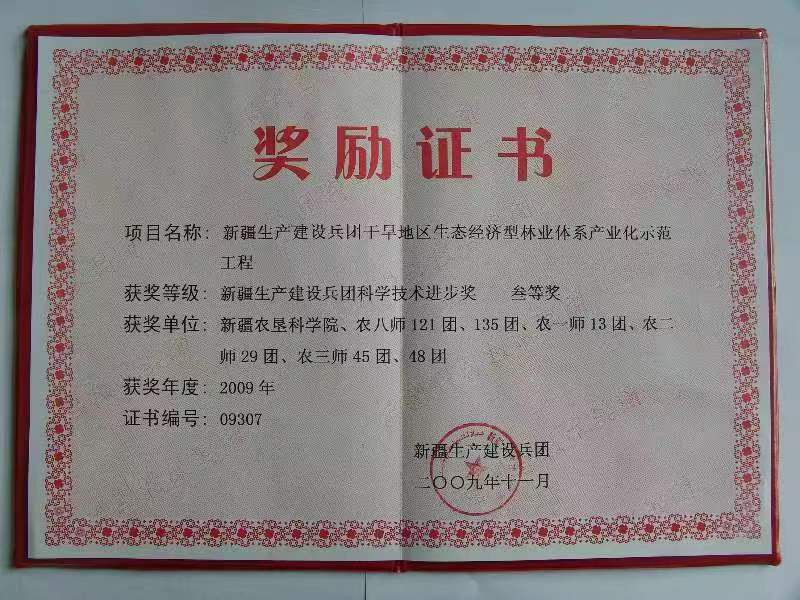 奖励证书
项目名称：新疆生产建设兵团干旱地区生态经济型林业体系产业化示范
工程
获奖等级：新疆生产建设兵团科学技术进步奖 叁等奖
获奖单位：新疆农垦科学院、农八师121团、135团、农一师13团、农二
师29团、农三师45团、48团
获奖年度：2009年
证书编号：09307
新疆生产建设兵团
二〇〇九年十一月